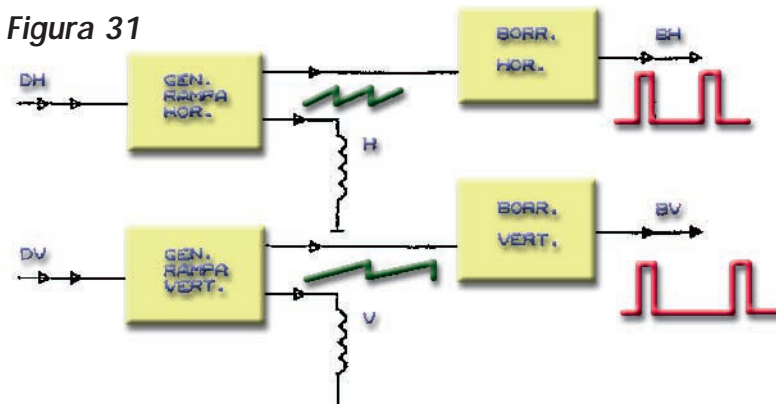 Figura 31
DH
GEN.
RAMPA
HOR.
H
BORR.
HOR.
BH
DV
GEN.
RAMPA
VERT.
V
BORR.
VERT.
BV